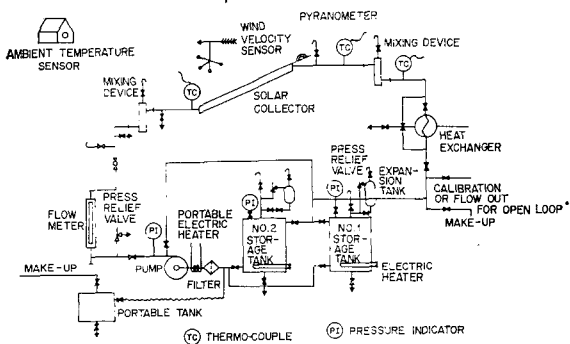 PYRANOMETER
WIND
VELOCITY
SENSOR
MIXING DEVICE
AMBIENT TEMPERATURE
SENSOR
TC
TC
MIXING
DEVICE
TC
SOLAR
COLLECTOR
HEAT
EXCHANGER
PRESS
RELIEF
VALVE
EXPAN-
SION
TANK
CALIBRATION
OR FLOW OUT
FOR OPEN LOOP
MAKE-UP
PRESS
RELIEF
VALVE
FLOW
METER
PI
PORTABLE
ELECTRIC
HEATER
PI
PI
NO.2
STOR-
AGE
TANK
NO.1
STOR-
AGE
TANK
ELECTRIC
HEATER
MAKE-UP
PUMP
FILTER
PORTABLE TANK
TC THERMO-COUPLE
PI PRESSURE INDICATOR